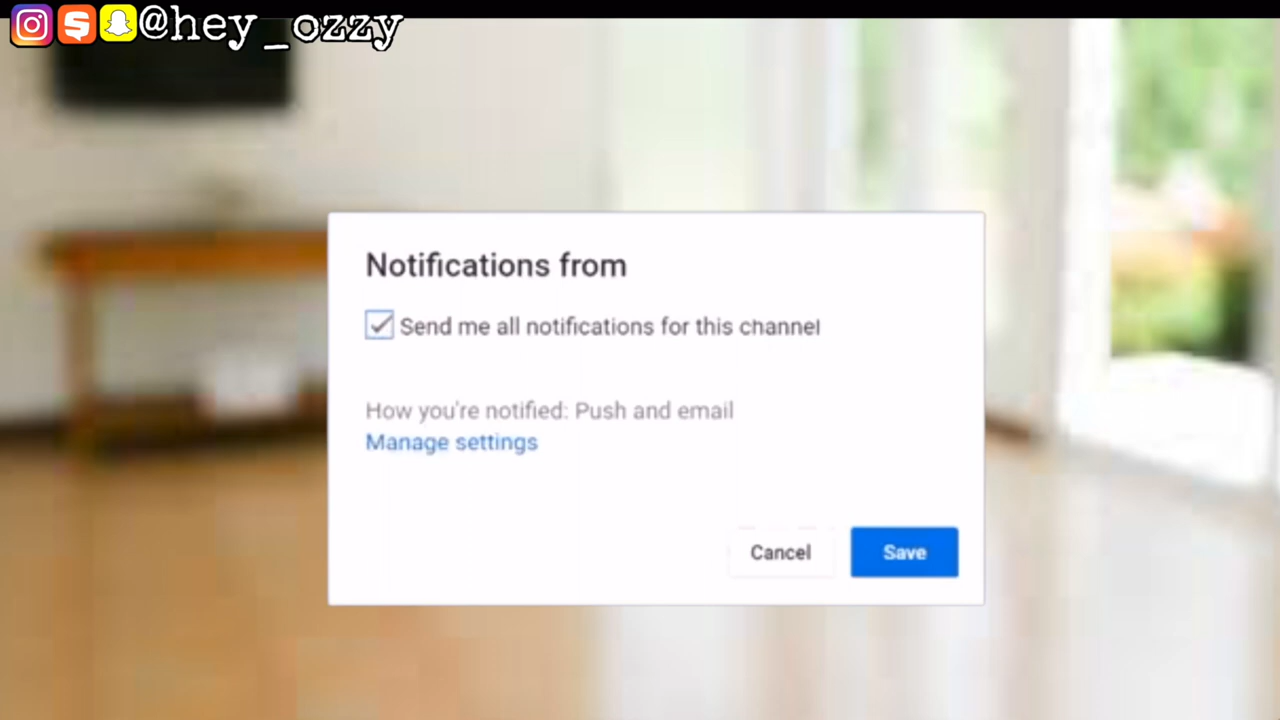 @hey_ozzy
Notifications from
Send me all notifications for this channel
How you're notified: Push and email
Manage settings
Cancel
Save